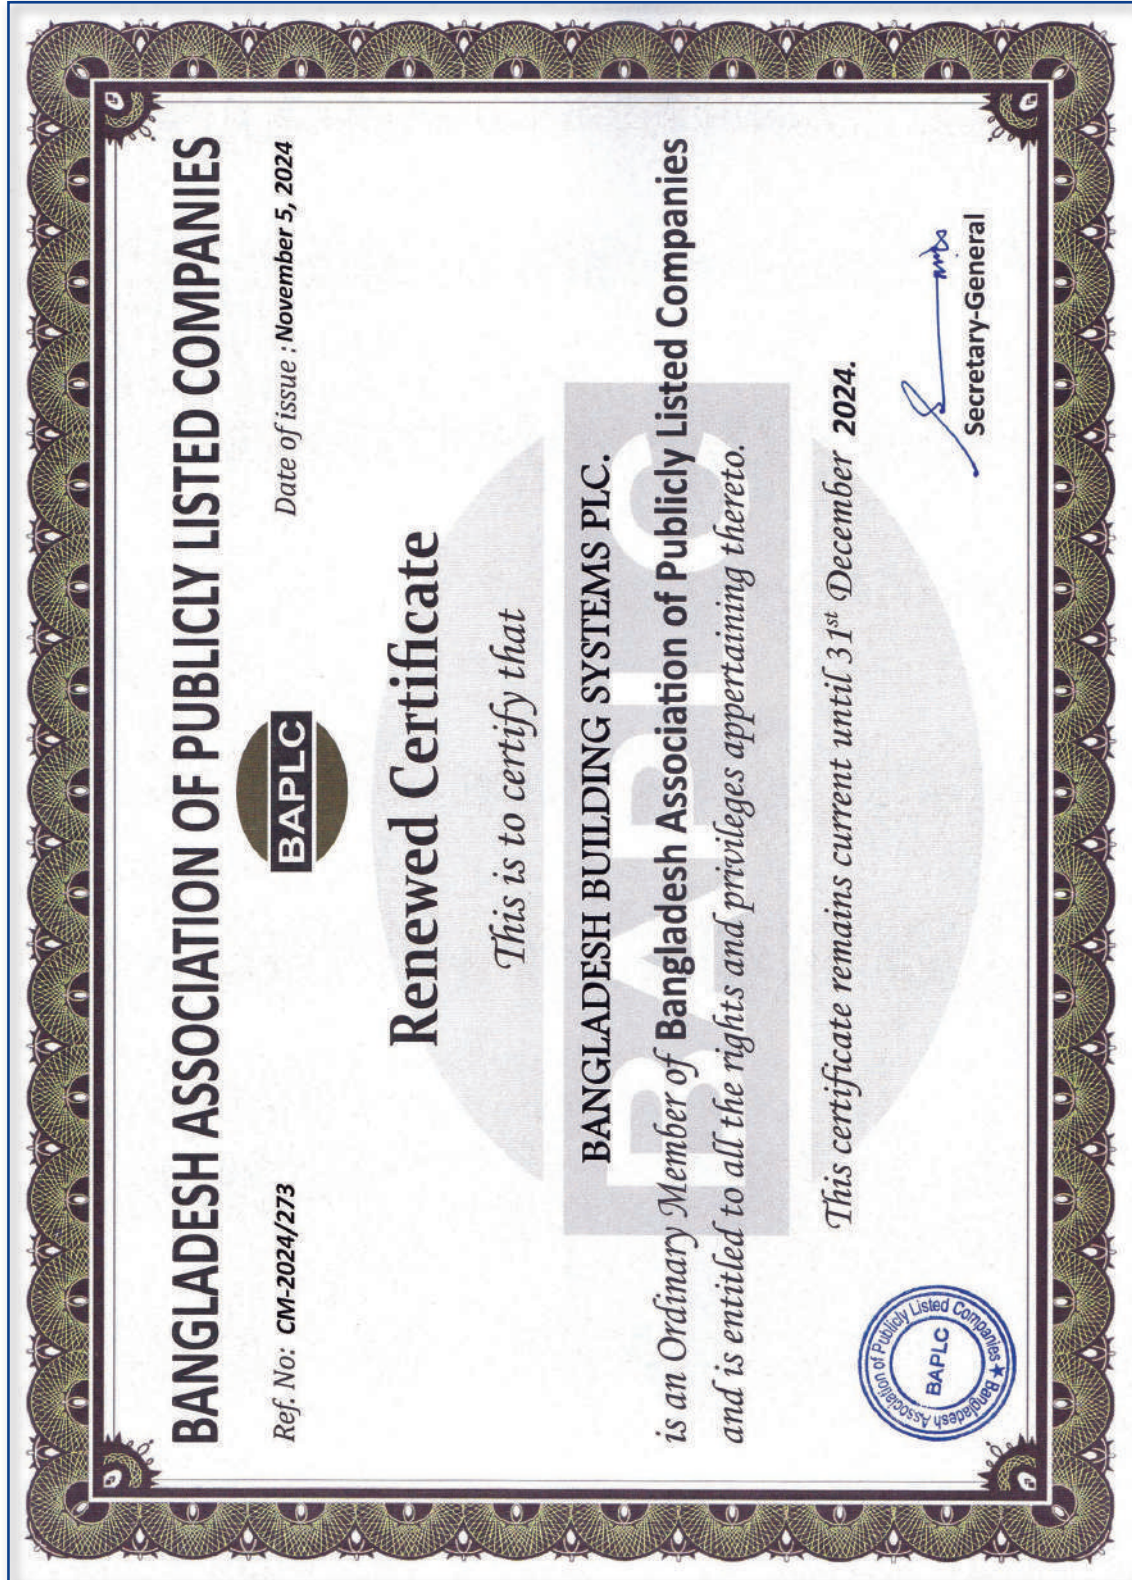 BANGLADESH ASSOCIATION OF PUBLICLY LISTED COMPANIES
Ref. No: CM-2024/273
BAPLC
Date of issue : November 5, 2024
Renewed Certificate
This is to certify that
BANGLADESH BUILDING SYSTEMS PLC.
is an Ordinary Member of Bangladesh Association of Publicly Listed Companies
and is entitled to all the rights and privileges appertaining thereto.
BAPLC
This certificate remains current until 31st December 2024.
Bangladesh Association of Publicly Listed Companies ★
BAPLC
Secretary-General